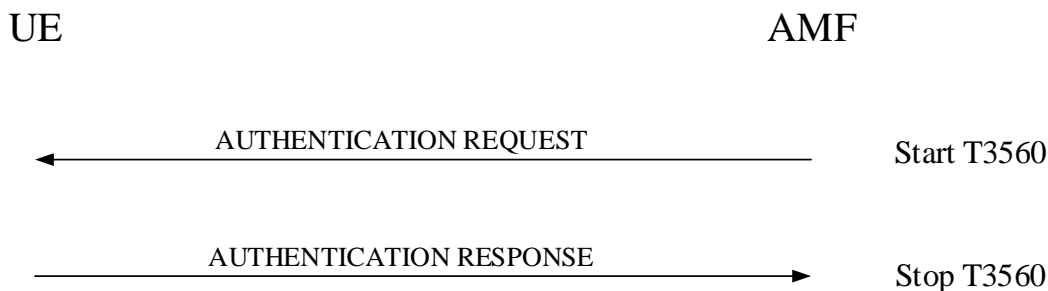 UE AMF
AUTHENTICATION REQUEST Start T3560
AUTHENTICATION RESPONSE Stop T3560